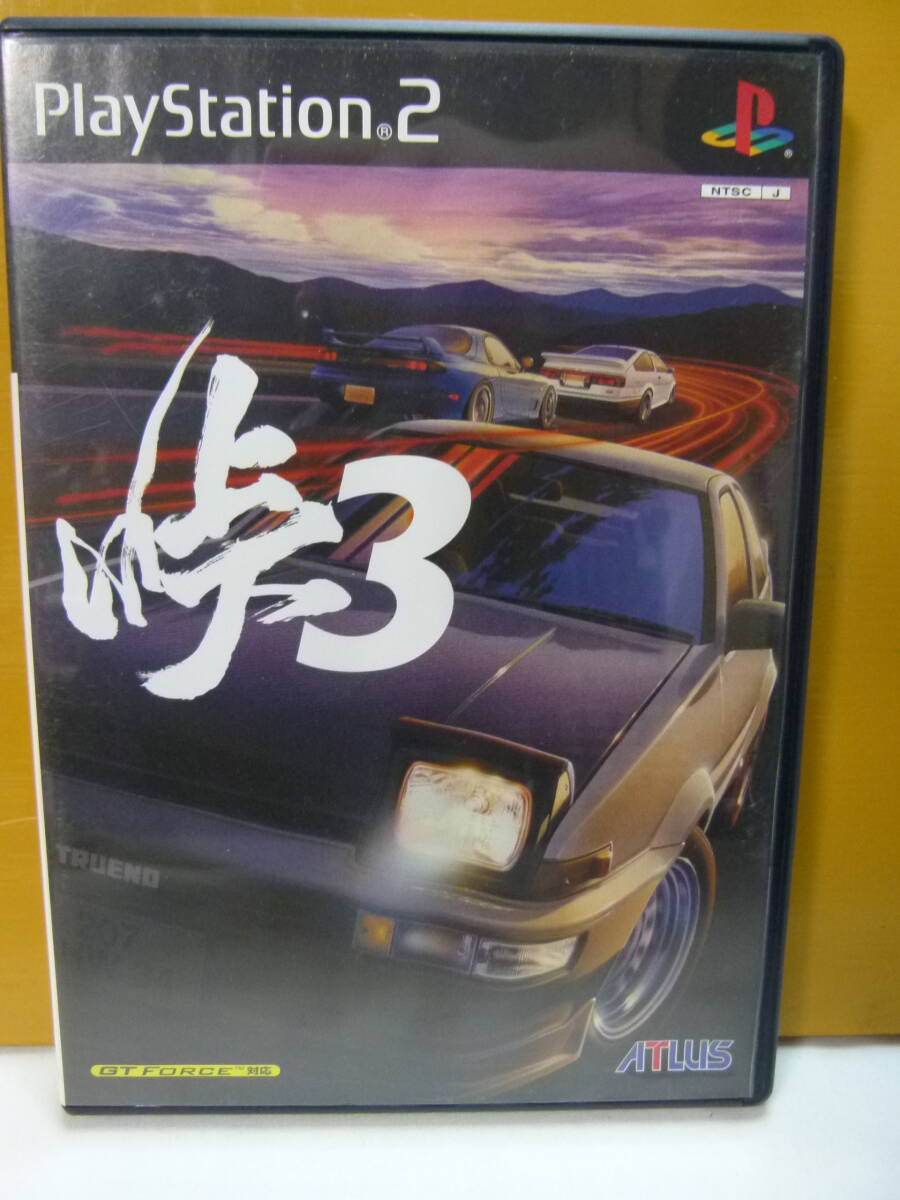 PlayStation®2
NTSC J
峠3
TRUENO
GT FORCE™対応
ATLUS